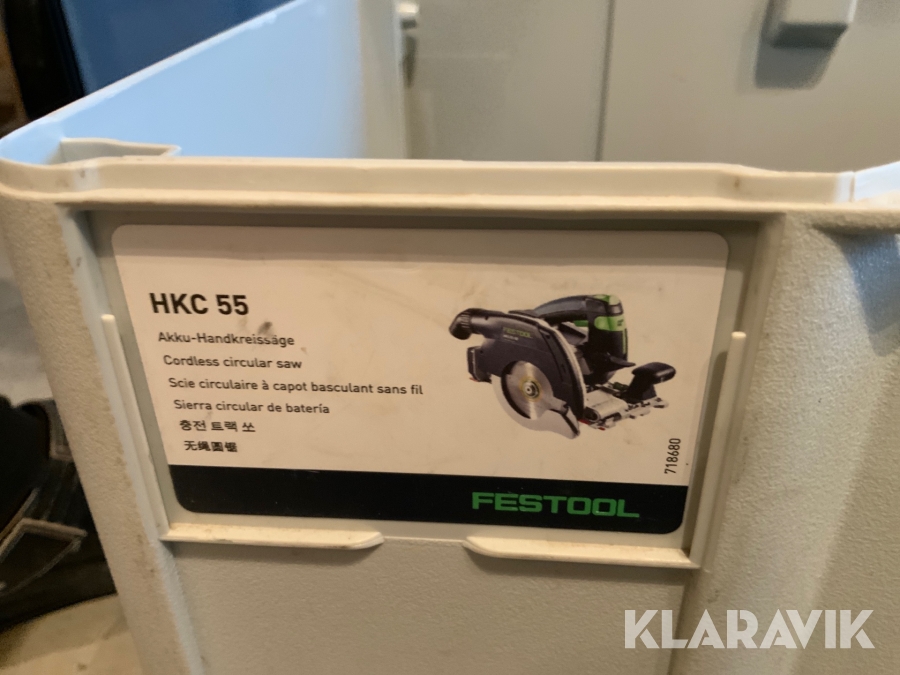 HKC 55
Akku-Handkreissäge
Cordless circular saw
Scie circulaire à capot basculant sans fil
Sierra circular de batería
충전 트랙 쏘
无绳圆锯
FESTOOL
718680
FESTOOL
KLARAVIK